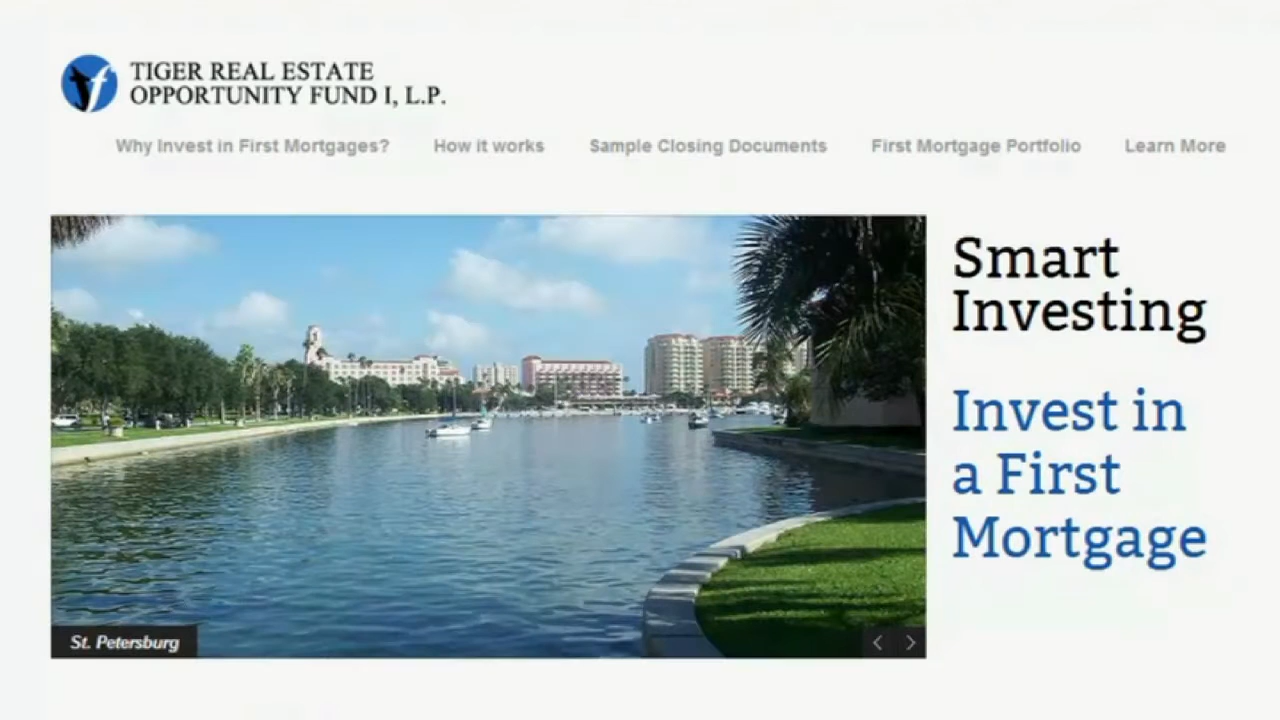 TIGER REAL ESTATE
OPPORTUNITY FUND I, L.P.
Why Invest in First Mortgages? How it works Sample Closing Documents First Mortgage Portfolio Learn More
Smart
Investing
Invest in
a First
Mortgage
St. Petersburg